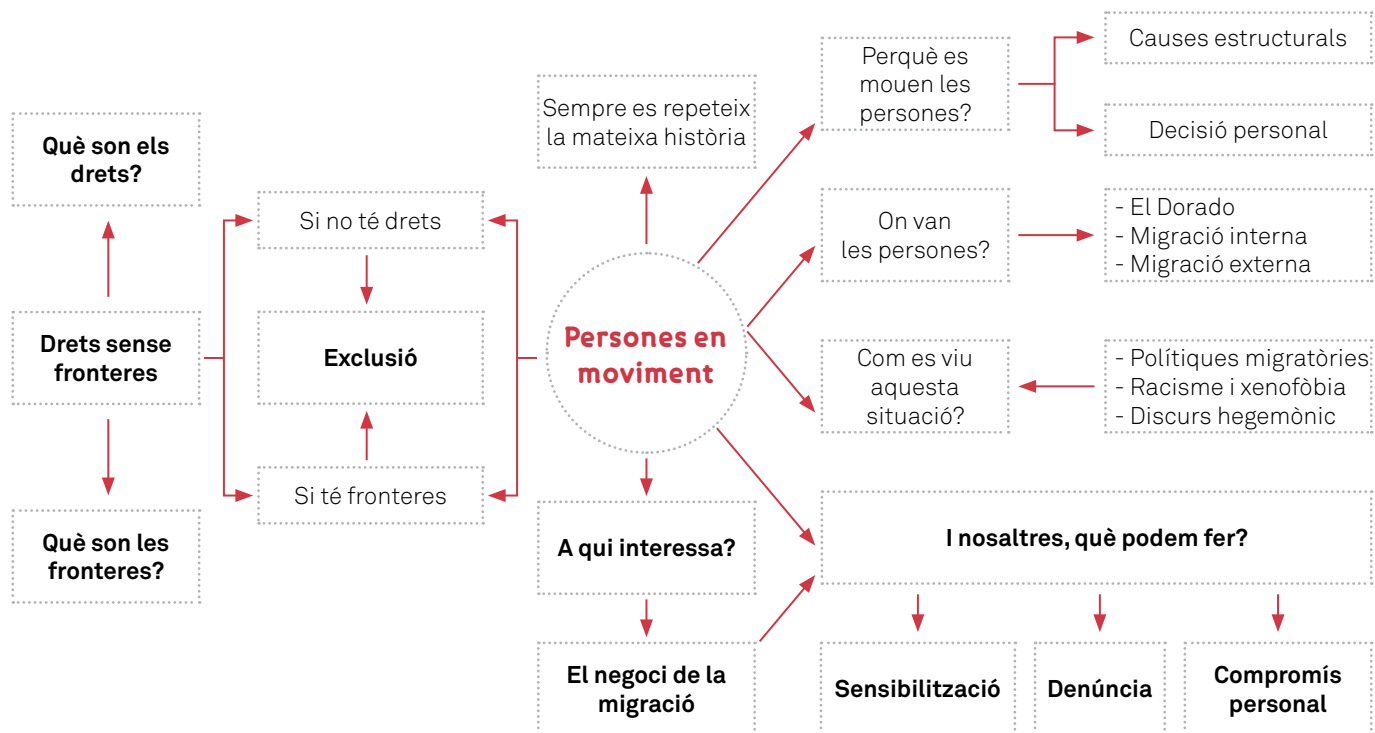 Què son els
drets?
Drets sense
fronteres
Què son les
fronteres?
Si no té drets
Exclusió
Si té fronteres
Sempre es repeteix
la mateixa història
Persones en
moviment
A qui interessa?
El negoci de la
migració
Perquè es
mouen les
persones?
Causes estructurals
Decisió personal
On van
les persones?
- El Dorado
- Migració interna
- Migració externa
Com es viu
aquesta
situació?
- Polítiques migratòries
- Racisme i xenofòbia
- Discurs hegemònic
I nosaltres, què podem fer?
Sensibilització
Denúncia
Compromís
personal